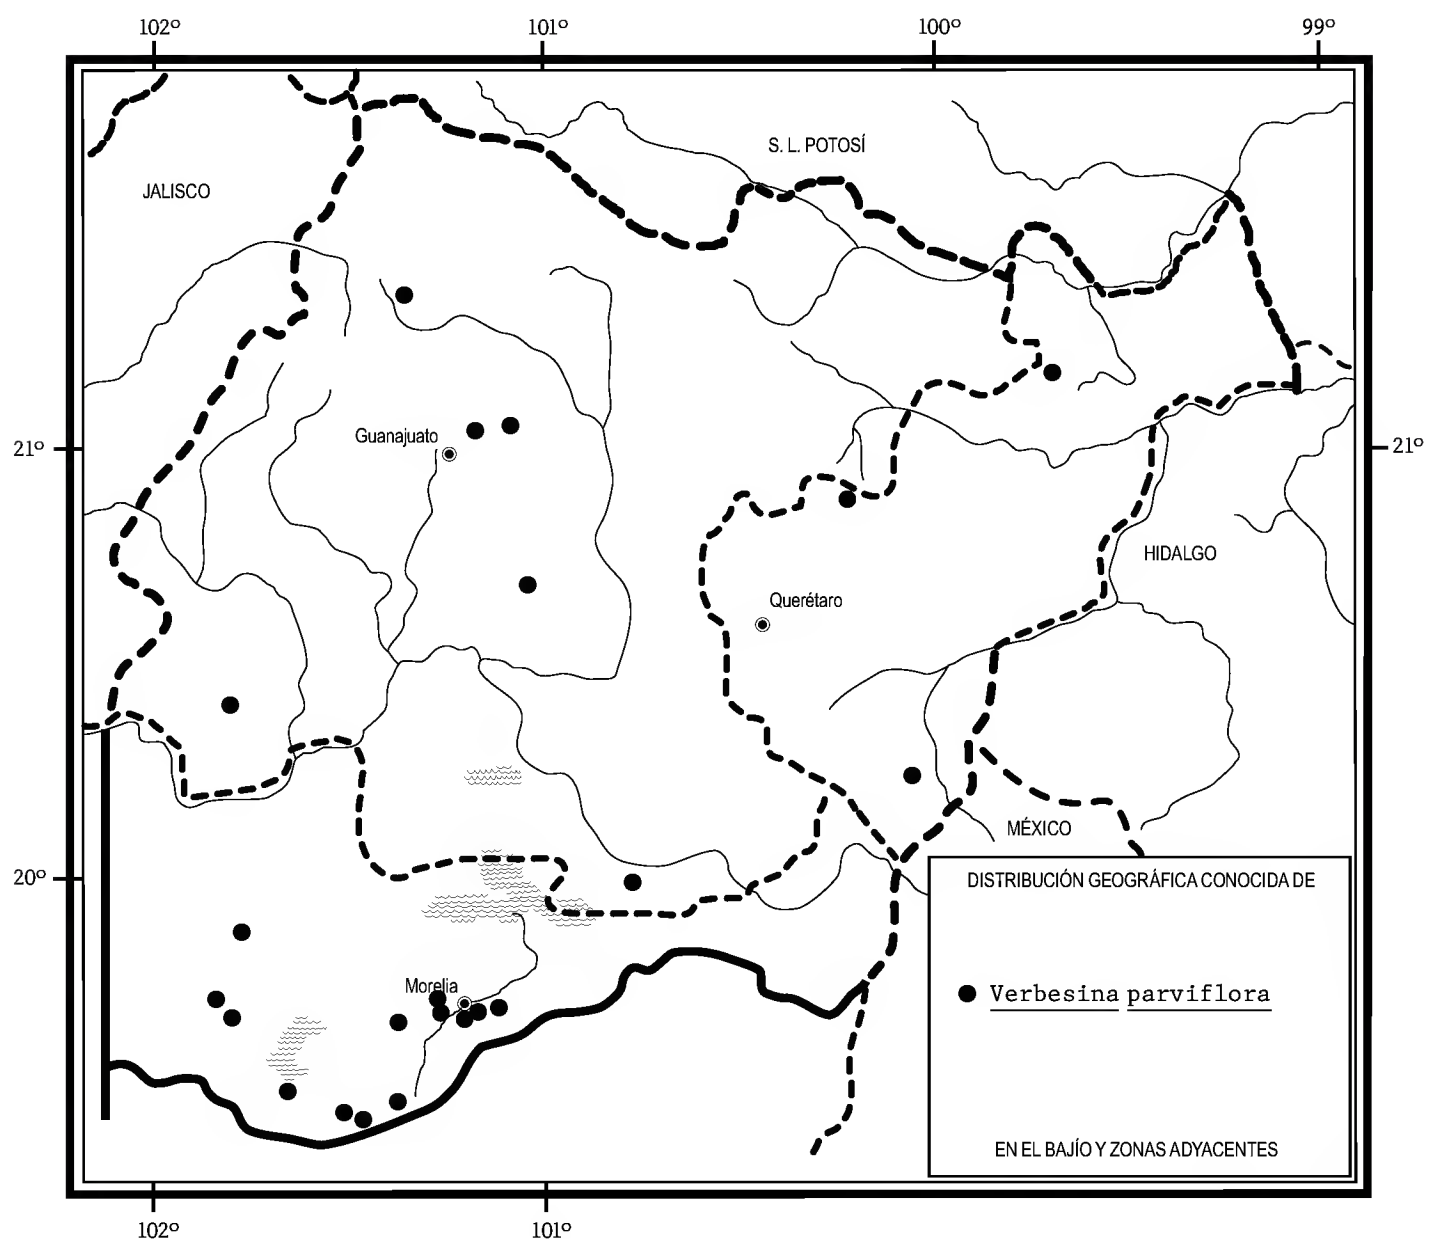 102º 101º 100º 99º
S. L. POTOSÍ
JALISCO
Guanajuato
21º 21º
HIDALGO
Querétaro
MÉXICO
20º
DISTRIBUCIÓN GEOGRÁFICA CONOCIDA DE
Morelia
Verbesina parviflora
EN EL BAJÍO Y ZONAS ADYACENTES
102º 101º